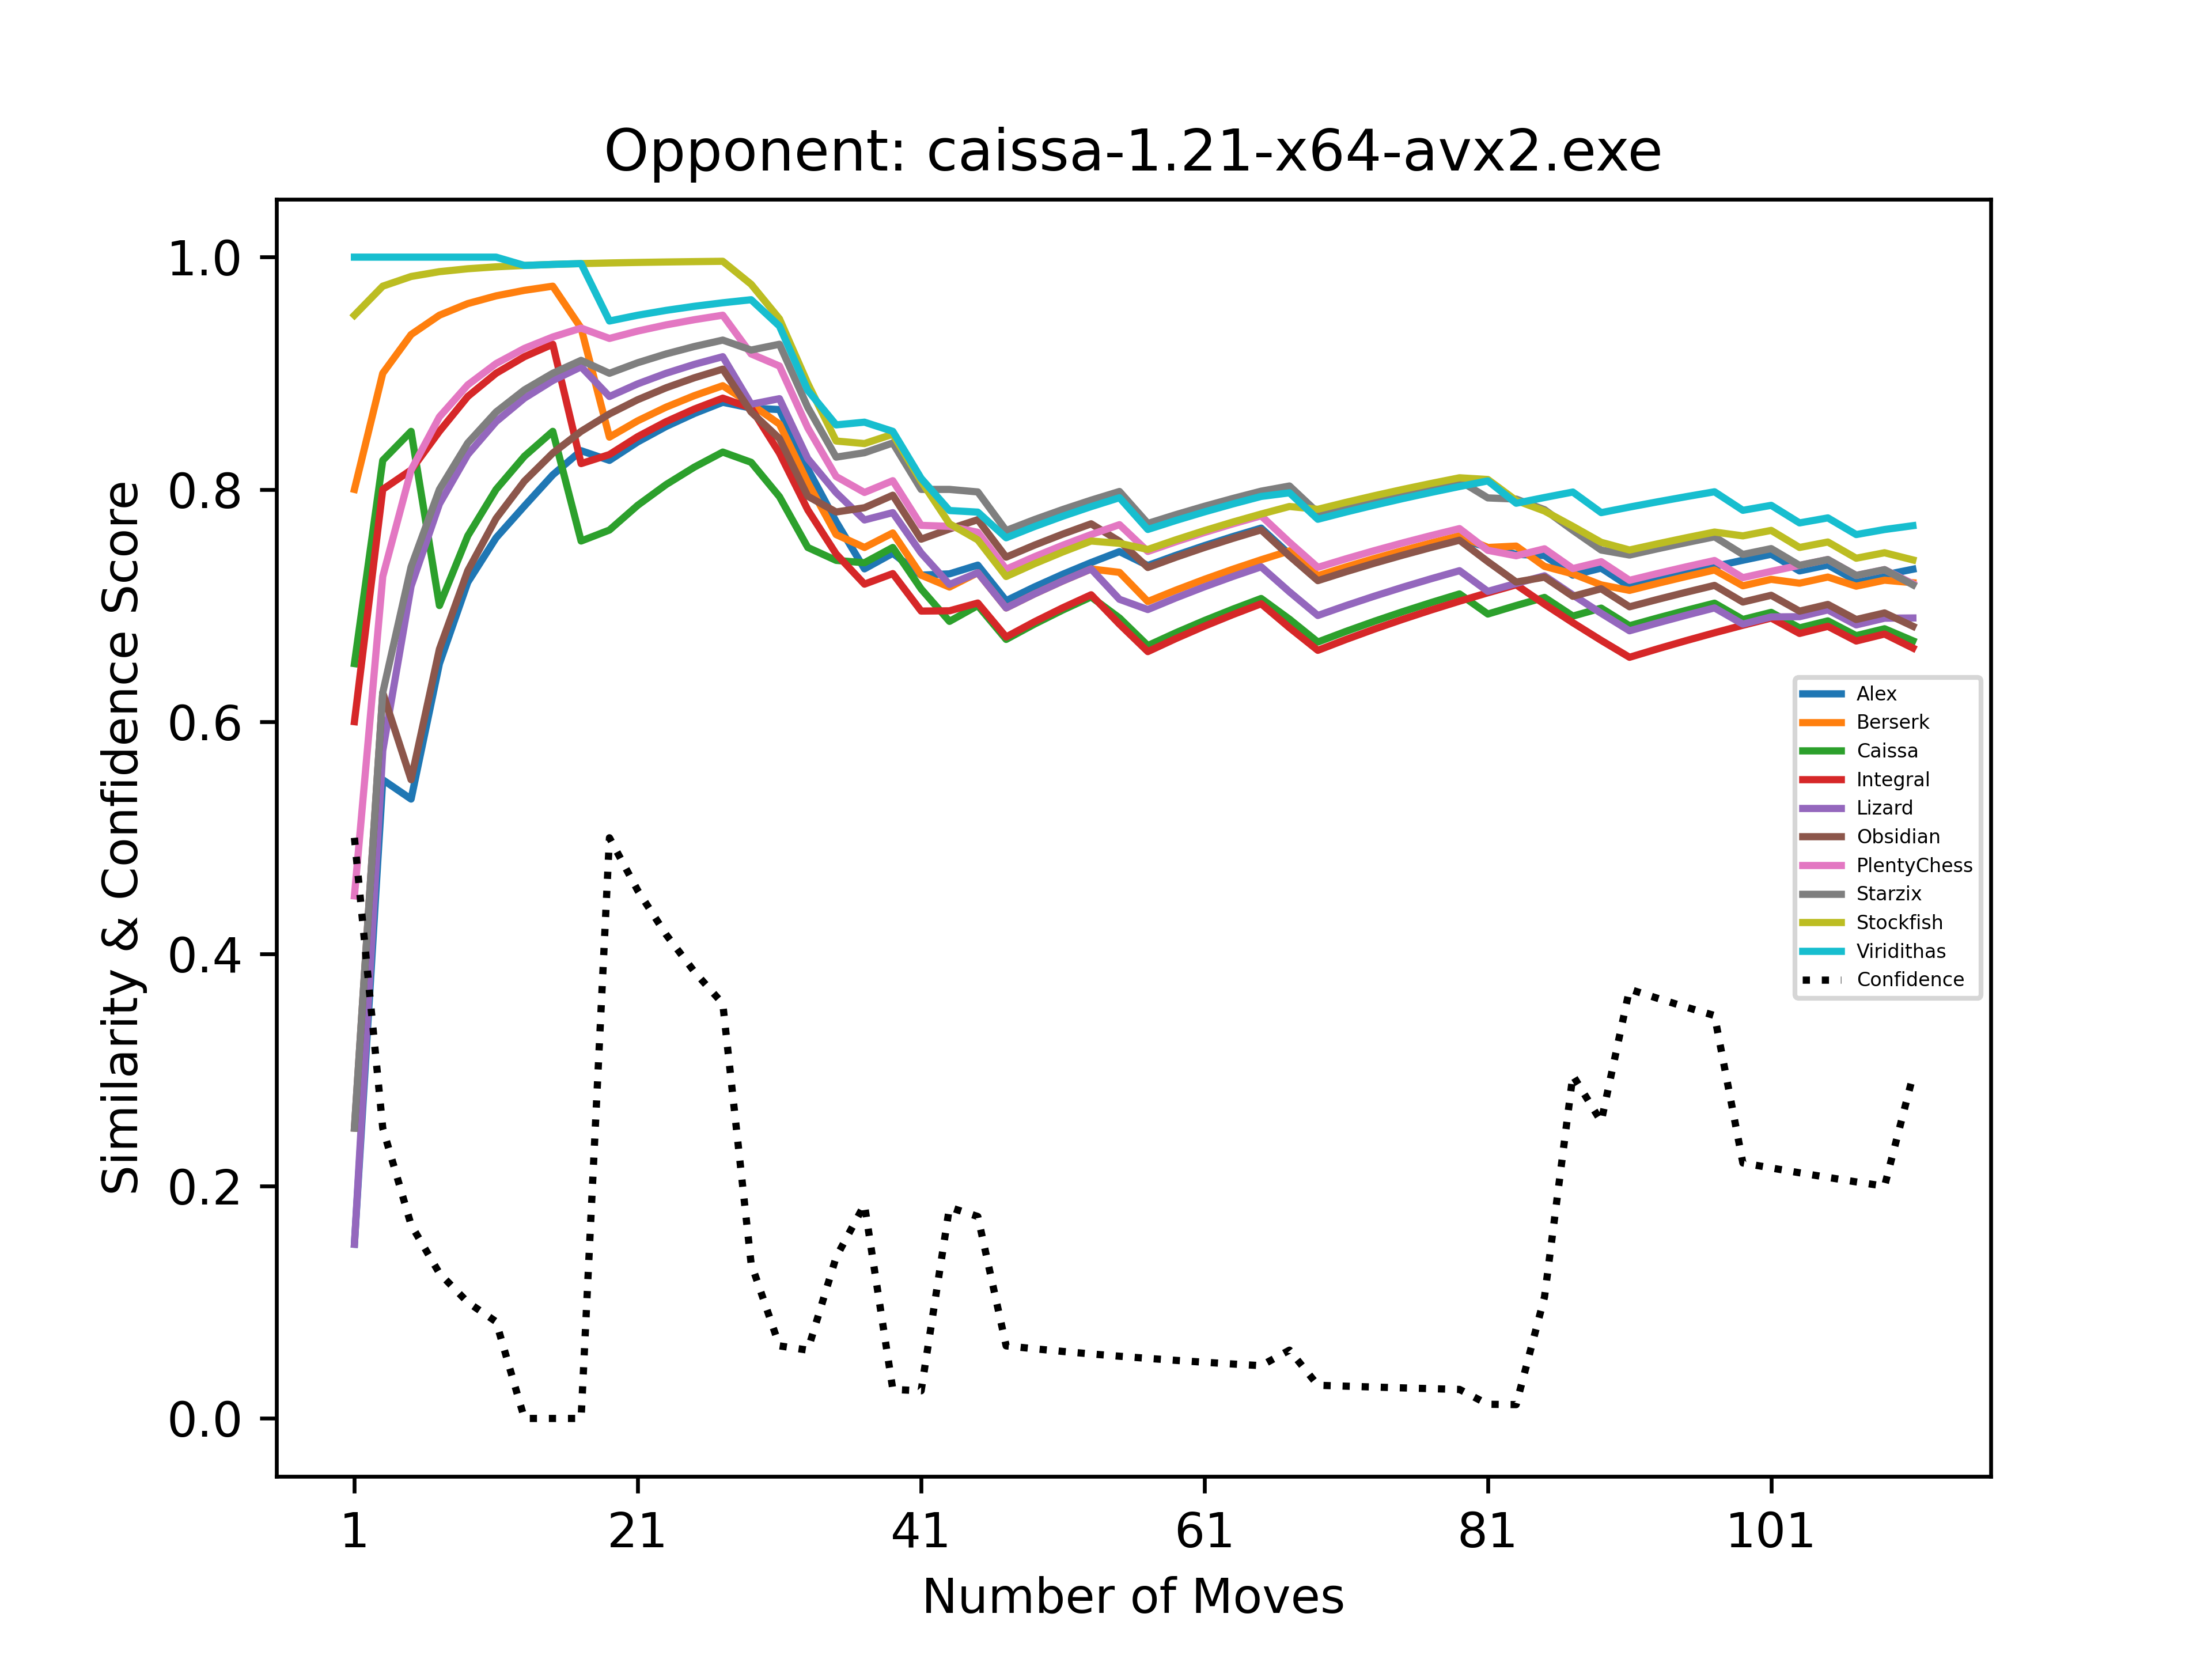 Opponent: caissa-1.21-x64-avx2.exe
Similarity & Confidence Score
1.0
0.8
0.6
0.4
0.2
0.0
Alex
Berserk
Caissa
Integral
Lizard
Obsidian
PlentyChess
Starzix
Stockfish
Viridithas
Confidence
1 21 41 61 81 101
Number of Moves